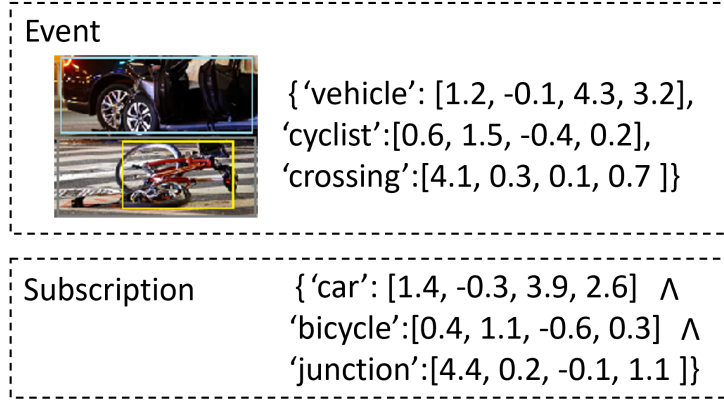 Event
{ ‘vehicle’: [1.2, -0.1, 4.3, 3.2],
‘cyclist’:[0.6, 1.5, -0.4, 0.2],
‘crossing’:[4.1, 0.3, 0.1, 0.7 ]}
Subscription
{ ‘car’: [1.4, -0.3, 3.9, 2.6] ∧
‘bicycle’:[0.4, 1.1, -0.6, 0.3] ∧
‘junction’:[4.4, 0.2, -0.1, 1.1 ]}